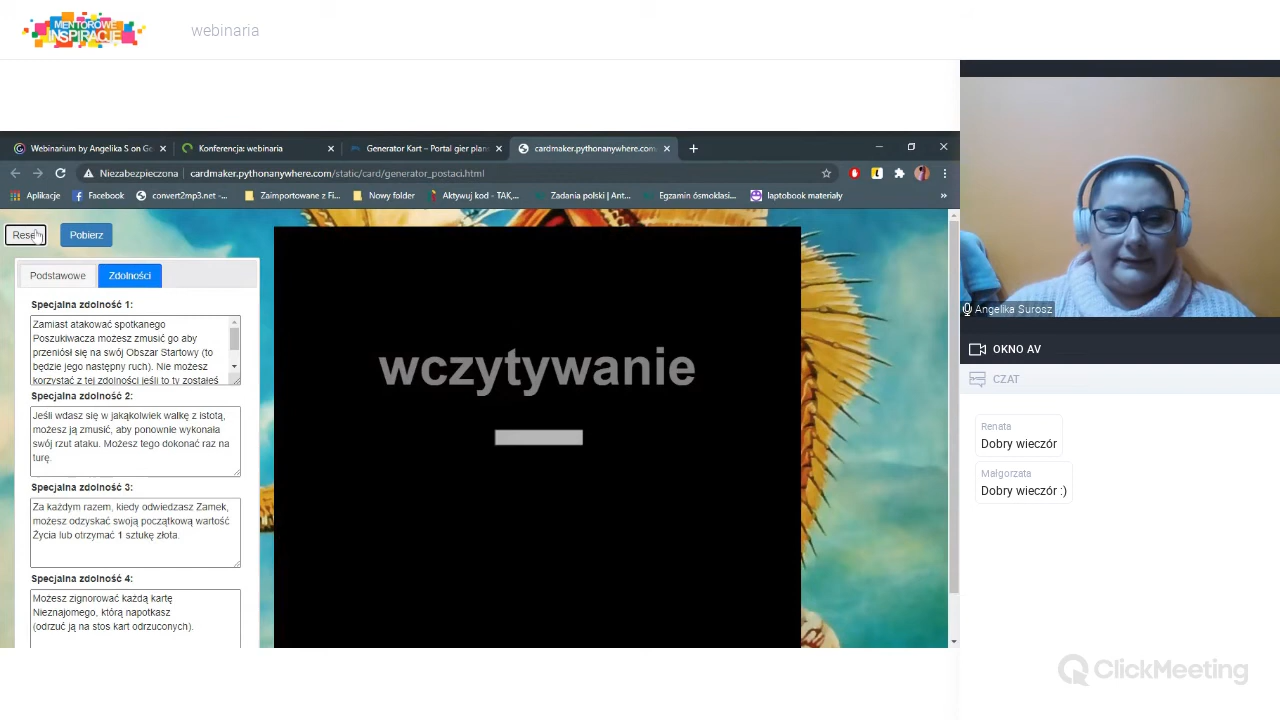 MENTOROWE
INSPIRACJE
webinaria
Webinarium by Angelika S on Ge
Konferencja: webinaria
Generator Kart – Portal gier plan
cardmaker.pythonanywhere.com
Niezabezpieczona
cardmaker.pythonanywhere.com/static/card/generator_postaci.html
Aplikacje
Facebook
convert2mp3.net -...
Zaimportowane z Fi...
Nowy folder
Aktywuj kod - TAK,...
Zadania polski | Ant...
Egzamin ósmoklasi...
laptobook materiały
»
Pobierz
Podstawowe
Zdolności
Specjalna zdolność 1:
Zamiast atakować spotkanego
Poszukiwacza możesz zmusić go aby
przeniósł się na swój Obszar Startowy (to
będzie jego następny ruch). Nie możesz
korzystać z tej zdolności jeśli to ty zostałeś
Specjalna zdolność 2:
Jeśli wdasz się w jakąkolwiek walkę z istotą,
możesz ją zmusić, aby ponownie wykonała
swój rzut ataku. Możesz tego dokonać raz na
turę.
Specjalna zdolność 3:
Za każdym razem, kiedy odwiedzasz Zamek,
możesz odzyskać swoją początkową wartość
Życia lub otrzymać 1 sztukę złota.
Specjalna zdolność 4:
Możesz zignorować każdą kartę
Nieznajomego, którą napotkasz
(odrzuć ją na stos kart odrzuconych).
wczytywanie
Angelika Surosz
OKNO AV
CZAT
Renata
Dobry wieczór
Małgorzata
Dobry wieczór :)
ClickMeeting